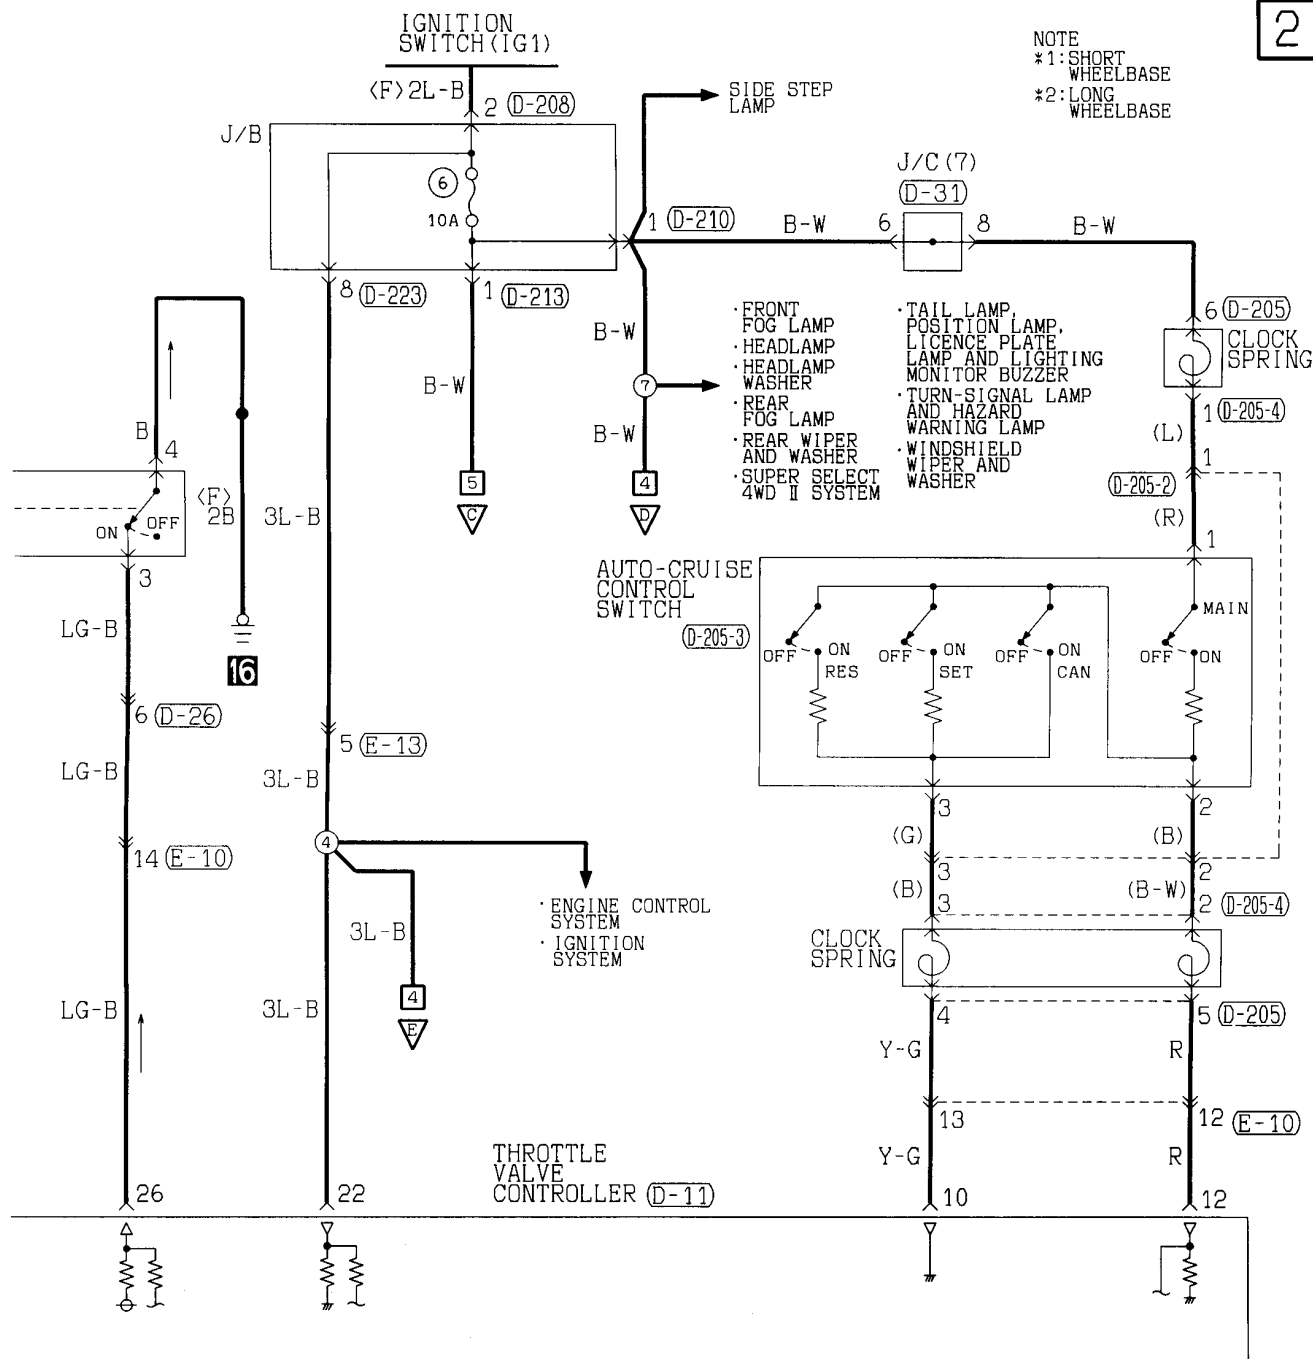 2
IGNITION
SWITCH(IG1)
<F>2L-B
2 (D-208)
J/B
6
10A
SIDE STEP
LAMP
NOTE
*1:SHORT
WHEELBASE
*2:LONG
WHEELBASE
J/C(7)
(D-31)
1 (D-210)
B-W
6
8
B-W
8 (D-223)
1 (D-213)
B-W
B-W
7
B-W
5
C
4
D
·FRONT
FOG LAMP
·HEADLAMP
·HEADLAMP
WASHER
·REAR
FOG LAMP
·REAR WIPER
AND WASHER
·SUPER SELECT
4WD Ⅱ SYSTEM
·TAIL LAMP,
POSITION LAMP,
LICENCE PLATE
LAMP AND LIGHTING
MONITOR BUZZER
·TURN-SIGNAL LAMP
AND HAZARD
WARNING LAMP
·WINDSHIELD
WIPER AND
WASHER
6 (D-205)
CLOCK
SPRING
1 (D-205-4)
(L)
1
(D-205-2)
(R)
1
B
4
<F>
2B
ON
OFF
3
LG-B
16
3L-B
6 (D-26)
LG-B
5 (E-13)
3L-B
14 (E-10)
4
LG-B
3L-B
3L-B
4
E
·ENGINE CONTROL
SYSTEM
·IGNITION
SYSTEM
AUTO-CRUISE
CONTROL
SWITCH
(D-205-3)
MAIN
OFF
ON
RES
OFF
ON
SET
OFF
ON
CAN
OFF
ON
3
2
(G)
(B)
3
2
(B)
(B-W)
3
2 (D-205-4)
CLOCK
SPRING
4
5 (D-205)
Y-G
R
13
12 (E-10)
Y-G
R
THROTTLE
VALVE
CONTROLLER (D-11)
26
22
10
12